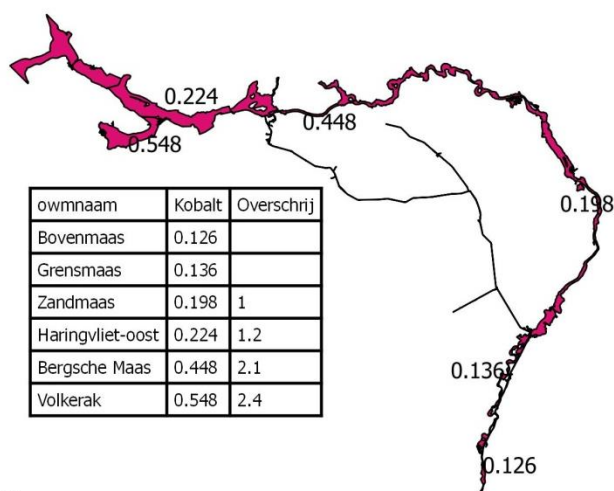 0.224
0.448
0.548
0.198
owmnaam Kobalt Overschrij
Bovenmaas 0.126
Grensmaas 0.136
Zandmaas 0.198 1
Haringvliet-oost 0.224 1.2
Bergsche Maas 0.448 2.1
Volkerak 0.548 2.4
0.136
0.126